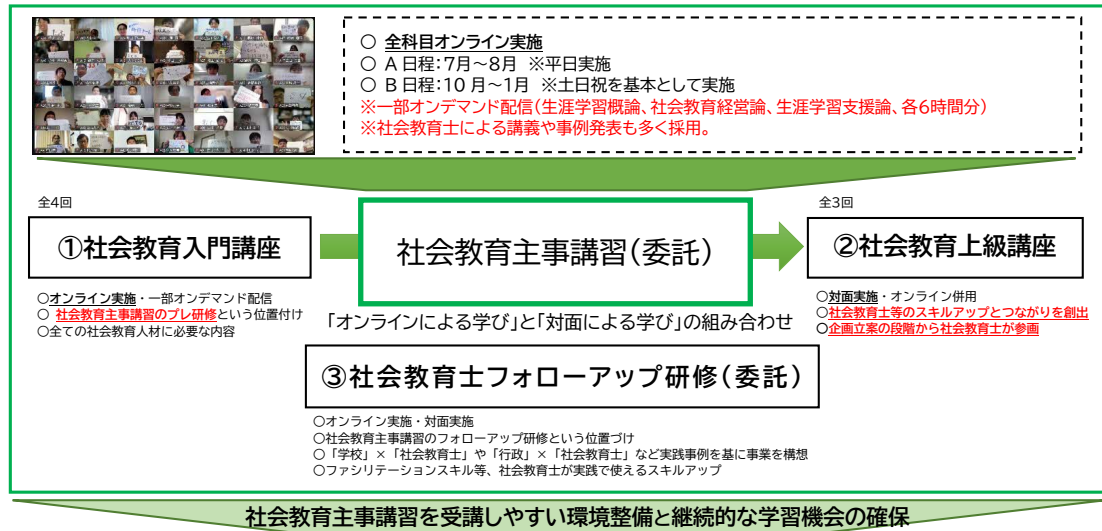 ○ 全科目オンライン実施
○ A 日程：7月～8月 ※平日実施
○ B 日程：10 月～1月 ※土日祝を基本として実施
※一部オンデマンド配信（生涯学習概論、社会教育経営論、生涯学習支援論、各6時間分）
※社会教育士による講義や事例発表も多く採用。
全4回
①社会教育入門講座
○オンライン実施・一部オンデマンド配信
○ 社会教育主事講習のプレ研修という位置付け
○全ての社会教育人材に必要な内容
社会教育主事講習（委託）
全3回
②社会教育上級講座
○対面実施・オンライン併用
○社会教育士等のスキルアップとつながりを創出
○企画立案の段階から社会教育士が参画
「オンラインによる学び」と「対面による学び」の組み合わせ
③社会教育士フォローアップ研修（委託）
○オンライン実施・対面実施
○社会教育主事講習のフォローアップ研修という位置づけ
○「学校」×「社会教育士」や「行政」×「社会教育士」など実践事例を基に事業を構想
○ファシリテーションスキル等、社会教育士が実践で使えるスキルアップ
社会教育主事講習を受講しやすい環境整備と継続的な学習機会の確保